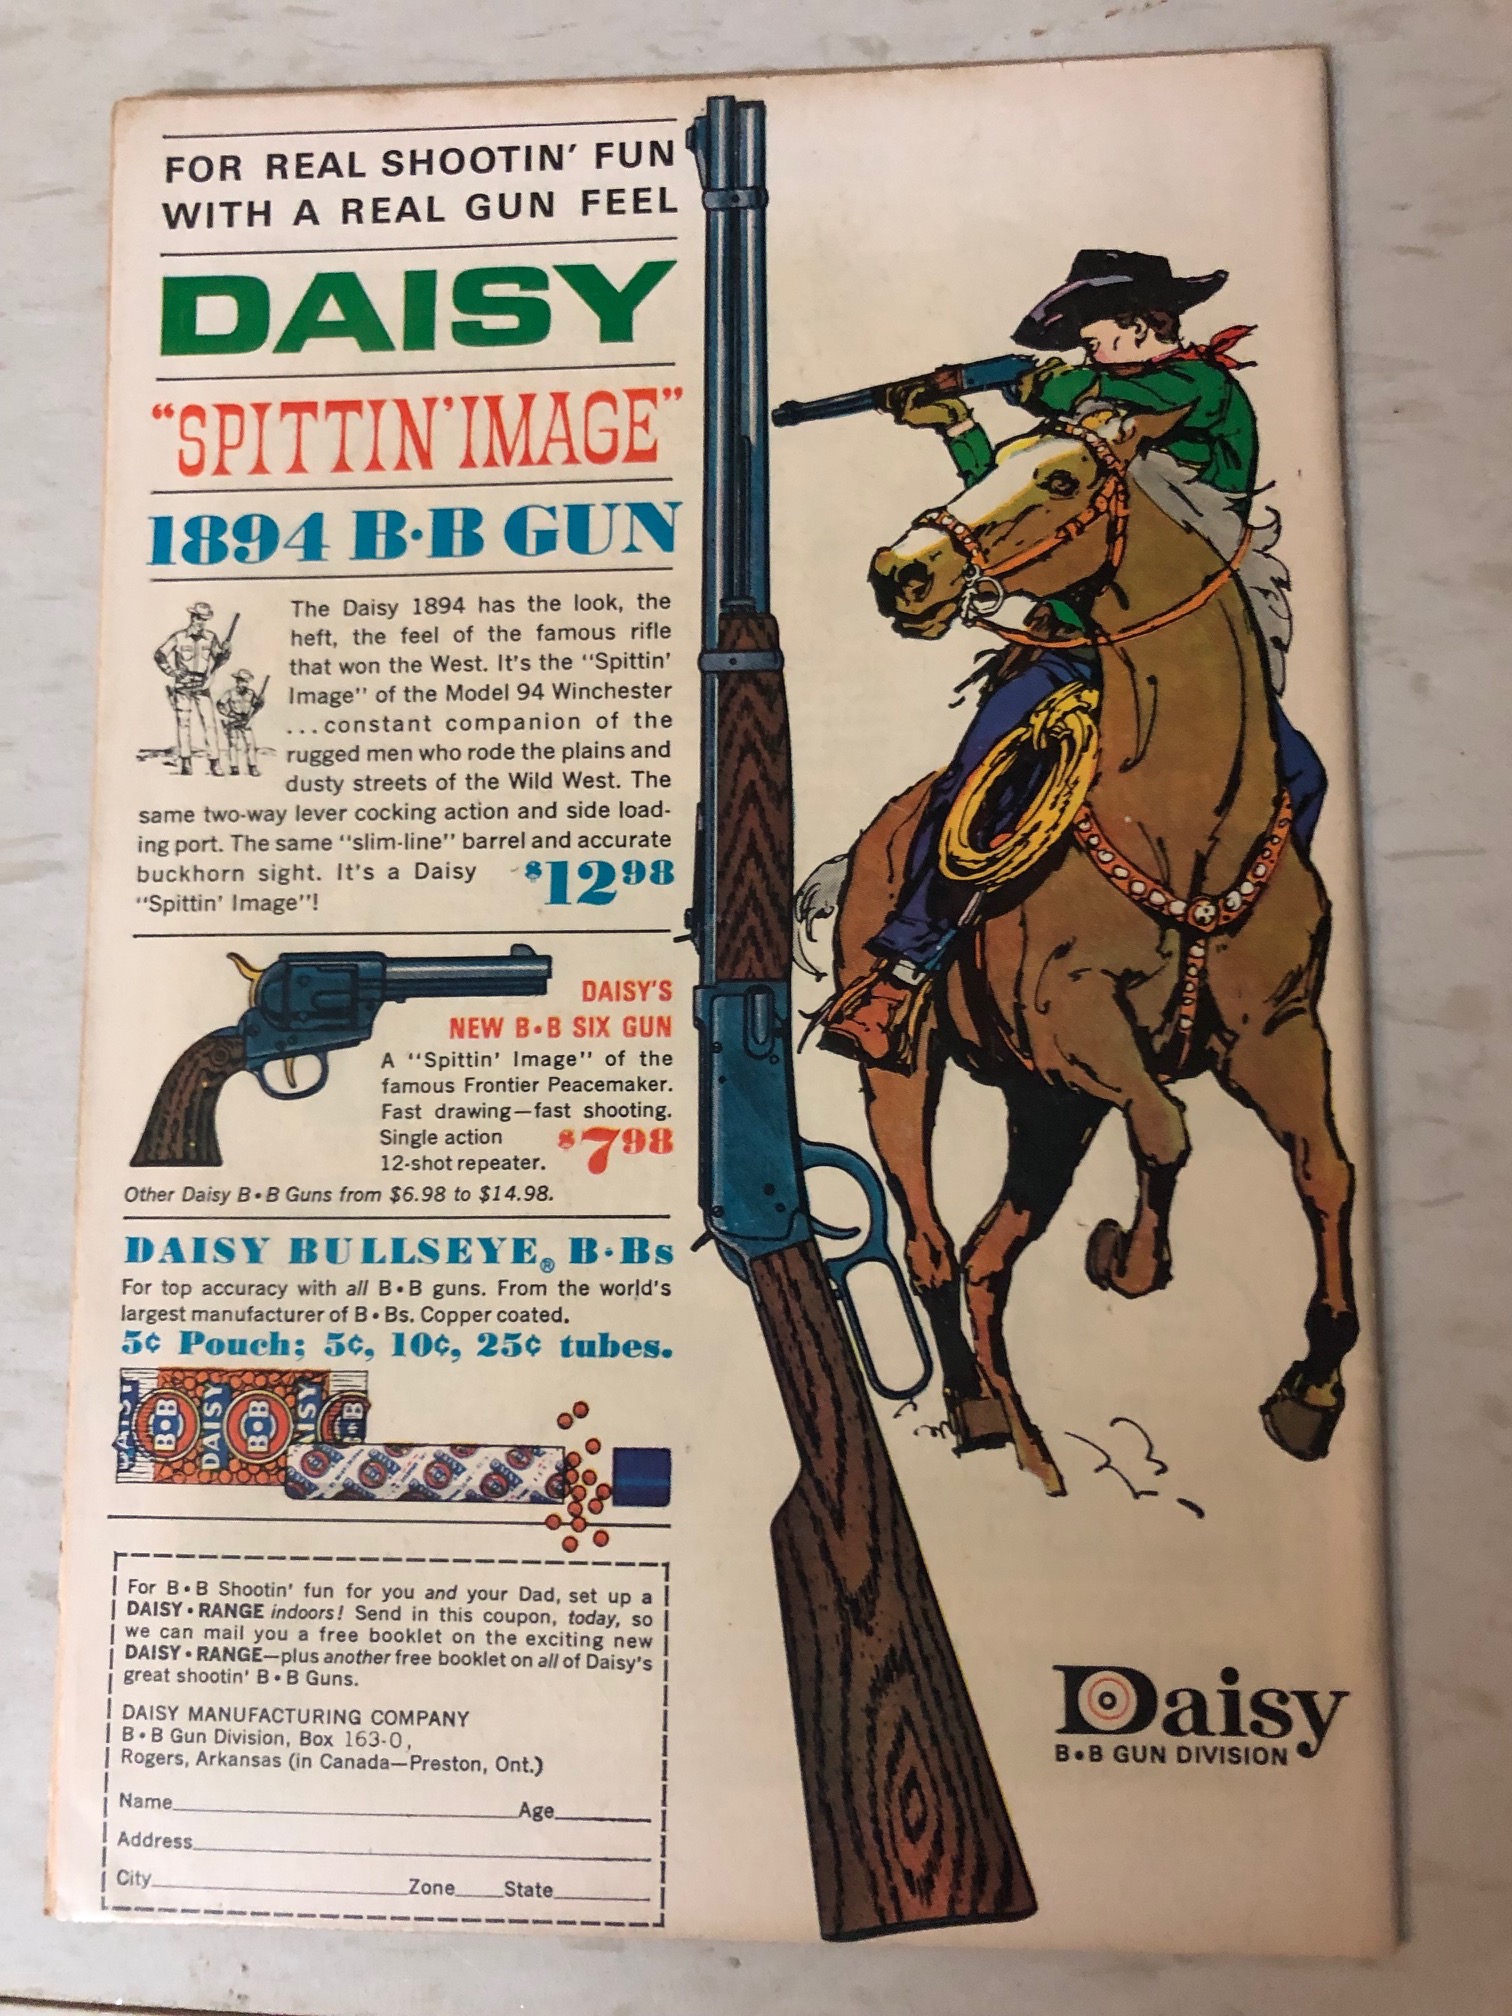 FOR REAL SHOOTIN' FUN
WITH A REAL GUN FEEL
DAISY
"SPITTIN' IMAGE"
1894 B•B GUN
The Daisy 1894 has the look, the
heft, the feel of the famous rifle
that won the West. It's the "Spittin'
Image" of the Model 94 Winchester
...constant companion of the
rugged men who rode the plains and
dusty streets of the Wild West. The
same two-way lever cocking action and side load-
ing port. The same "slim-line" barrel and accurate
buckhorn sight. It's a Daisy $12.98
"Spittin' Image"!
DAISY'S
NEW B•B SIX GUN
A "Spittin' Image" of the
famous Frontier Peacemaker.
Fast drawing—fast shooting.
Single action $7.98
12-shot repeater.
Other Daisy B•B Guns from $6.98 to $14.98.
DAISY BULLSEYE® B•Bs
For top accuracy with all B•B guns. From the world's
largest manufacturer of B•Bs. Copper coated.
5¢ Pouch; 5¢, 10¢, 25¢ tubes.
DAISY B•B DAISY B•B
For B•B Shootin' fun for you and your Dad, set up a
DAISY•RANGE indoors! Send in this coupon, today, so
we can mail you a free booklet on the exciting new
DAISY•RANGE—plus another free booklet on all of Daisy's
great shootin' B•B Guns.
DAISY MANUFACTURING COMPANY
B•B Gun Division, Box 163-O,
Rogers, Arkansas (in Canada—Preston, Ont.)
Name Age
Address
City Zone State
Daisy
B•B GUN DIVISION